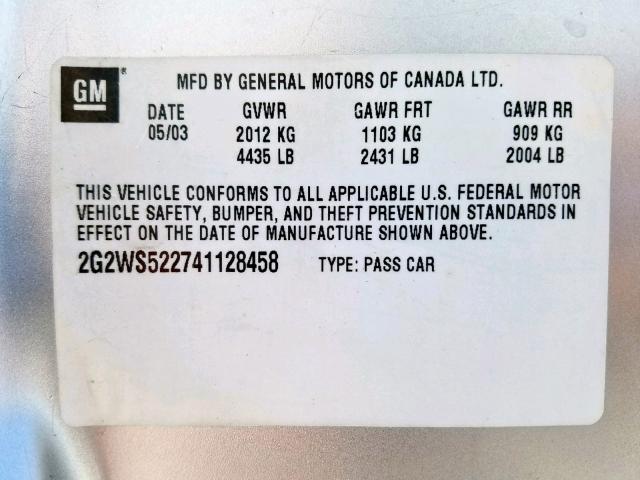 GM® MFD BY GENERAL MOTORS OF CANADA LTD.
DATE GVWR GAWR FRT GAWR RR
05/03 2012 KG 1103 KG 909 KG
4435 LB 2431 LB 2004 LB
THIS VEHICLE CONFORMS TO ALL APPLICABLE U.S. FEDERAL MOTOR
VEHICLE SAFETY, BUMPER, AND THEFT PREVENTION STANDARDS IN
EFFECT ON THE DATE OF MANUFACTURE SHOWN ABOVE.
2G2WS522741128458 TYPE: PASS CAR